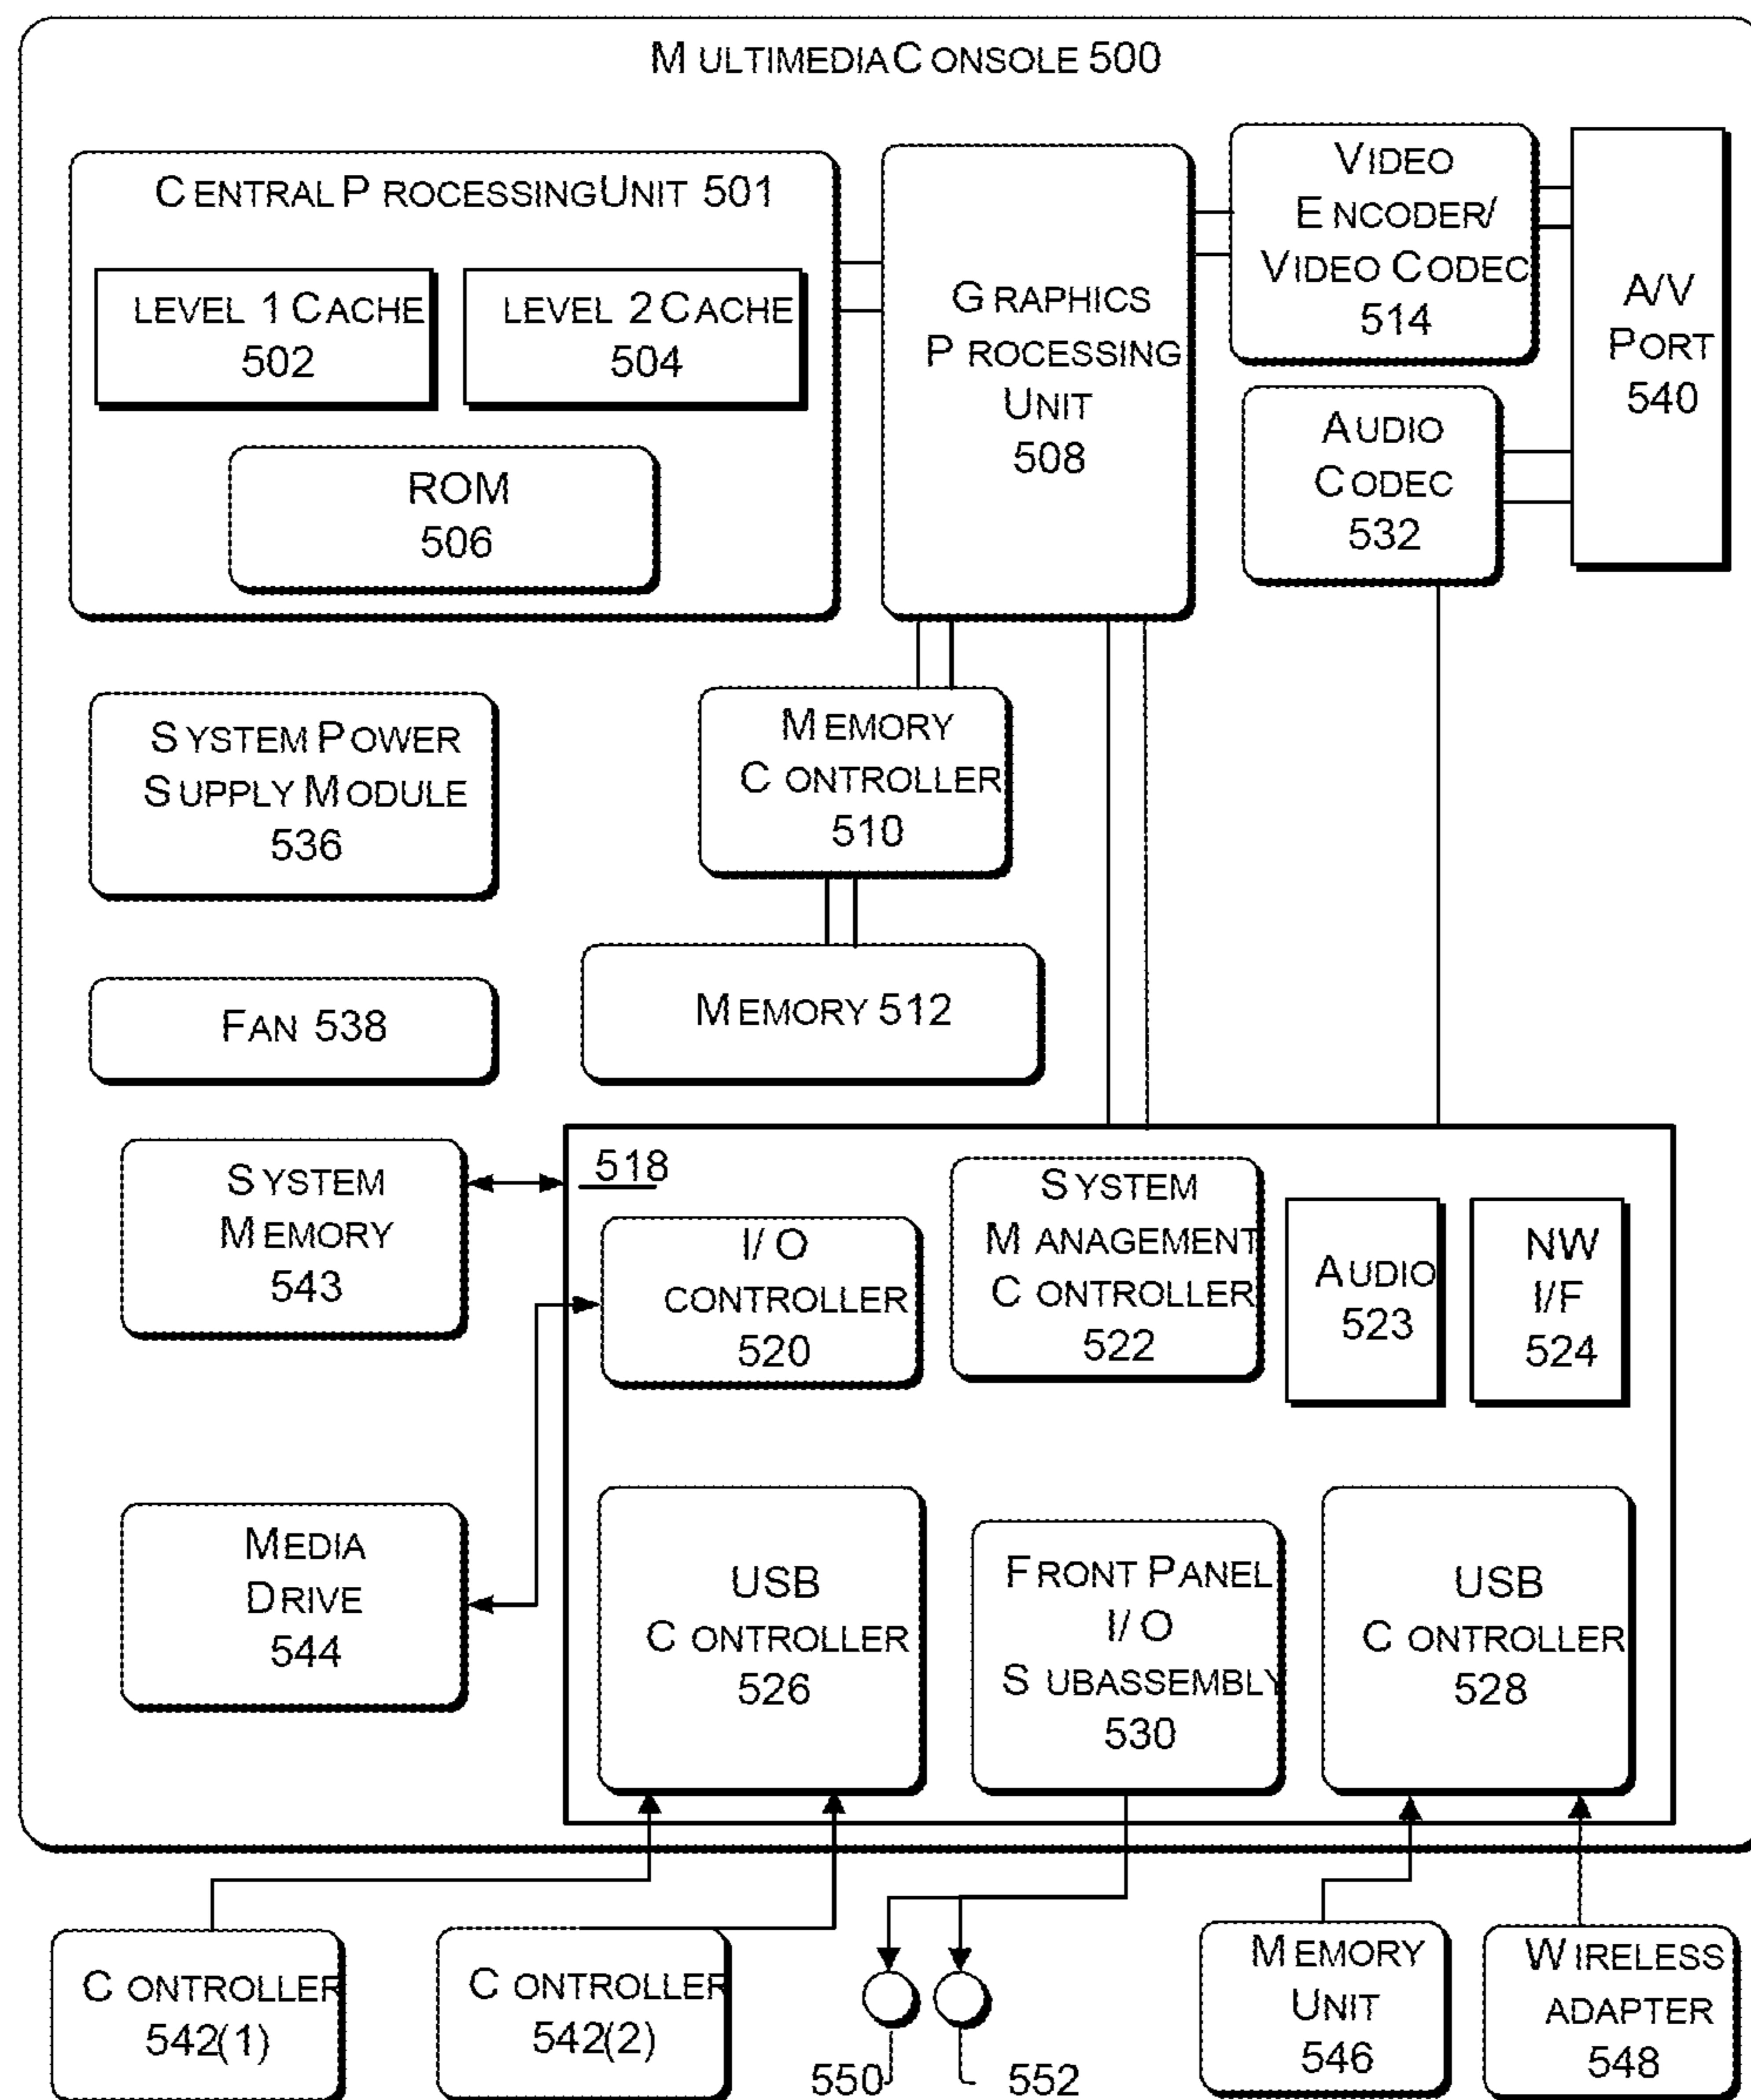 MULTIMEDIA CONSOLE 500
CENTRAL PROCESSING UNIT 501
LEVEL 1 CACHE
502
LEVEL 2 CACHE
504
ROM
506
GRAPHICS
PROCESSING
UNIT
508
VIDEO
ENCODER/
VIDEO CODEC
514
A/V
PORT
540
AUDIO
CODEC
532
SYSTEM POWER
SUPPLY MODULE
536
MEMORY
CONTROLLER
510
FAN 538
MEMORY 512
SYSTEM
MEMORY
543
518
I/O
CONTROLLER
520
SYSTEM
MANAGEMENT
CONTROLLER
522
AUDIO
523
NW
I/F
524
MEDIA
DRIVE
544
USB
CONTROLLER
526
FRONT PANEL
I/O
SUBASSEMBLY
530
USB
CONTROLLER
528
CONTROLLER
542(1)
CONTROLLER
542(2)
550
552
MEMORY
UNIT
546
WIRELESS
ADAPTER
548